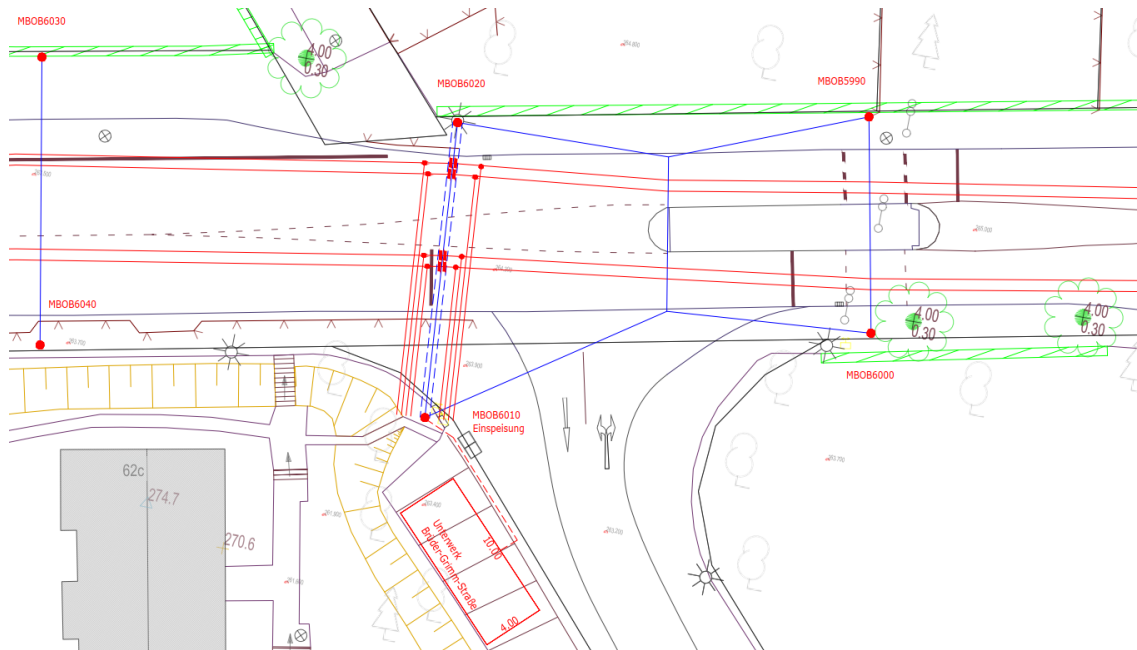 MBOB6030
4.00
0.30
MBOB6020
MBOB5990
MBOB6040
4.00
0.30
4.00
0.30
MBOB6000
MBOB6010
Einspeisung
62c
274.7
270.6
Unterwerk
Brüder-Grimm-Straße
10.00
4.00